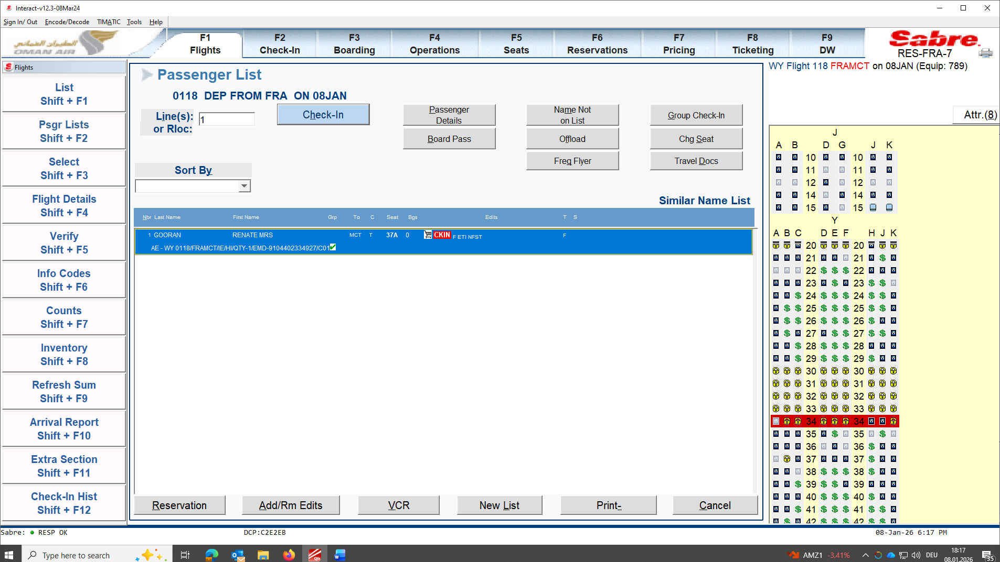 Interact-v12.3-08Mar24
Sign In/ Out Encode/Decode TIMATIC Tools Help
الطيران العماني
OMAN AIR
F1 Flights
F2 Check-In
F3 Boarding
F4 Operations
F5 Seats
F6 Reservations
F7 Pricing
F8 Ticketing
F9 DW
Sabre.
RES-FRA-7
Flights
List
Shift + F1
Psgr Lists
Shift + F2
Select
Shift + F3
Flight Details
Shift + F4
Verify
Shift + F5
Info Codes
Shift + F6
Counts
Shift + F7
Inventory
Shift + F8
Refresh Sum
Shift + F9
Arrival Report
Shift + F10
Extra Section
Shift + F11
Check-In Hist
Shift + F12
Passenger List
0118 DEP FROM FRA ON 08JAN
Line(s):
or Rloc:
1
Check-In
Passenger
Details
Board Pass
Name Not
on List
Offload
Freq Flyer
Group Check-In
Chg Seat
Travel Docs
Sort By
Similar Name List
Nbr Last Name First Name Grp To C Seat Bgs Edits T S
1 GOORAN RENATE MRS MCT T 37A 0 CKIN F ETI NFST F
AE - WY 0118/FRAMCT/IE/HI/QTY-1/EMD-9104402334927/C01
Reservation
Add/Rm Edits
VCR
New List
Print-
Cancel
WY Flight 118 FRAMCT on 08JAN (Equip: 789)
Attr.(8)
J
A B D G J K
10 10
11 11
12 12
14 14
15 15
Y
A B C D E F H J K
20 20
21 21 $
22 $ $ $ 22
23 $ 23 $ $
24 $ $ $ $ 24 $ $
25 $ $ $ $ $ 25 $ $
26 $ $ $ $ $ 26 $
27 $ $ $ 27 $ $
28 $ $ $ $ 28
29 $ $ $ $ 29 $
30 30
31 31
32 32
33 33
34 34
35 $ 35 $
36 36 $
37 37 $
38 $ $ $ 38 $
39 $ $ $ 39
40 $ $ $ 40 $
41 $ $ $ $ 41 $ $
42 42
Sabre: RESP OK DCP:C2E2EB 08-Jan-26 6:17 PM
Type here to search
Qik
AMZ1 -3,41%
DEU
18:17
08.01.2026
35